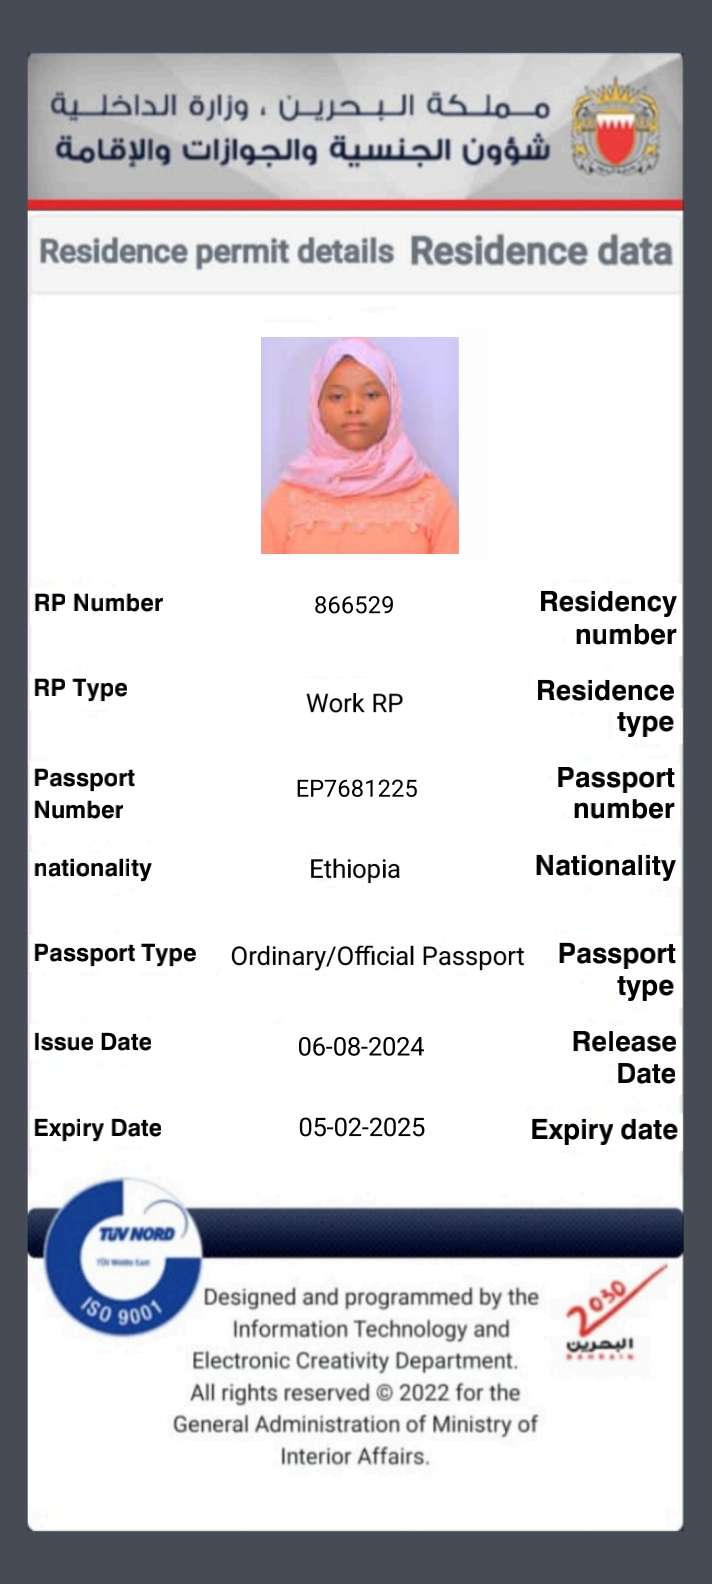 مملكة البحرين ، وزارة الداخلية
شؤون الجنسية والجوازات والإقامة
Residence permit details Residence data
RP Number 866529 Residency
number
RP Type Work RP Residence
type
Passport
Number EP7681225 Passport
number
nationality Ethiopia Nationality
Passport Type Ordinary/Official Passport Passport
type
Issue Date 06-08-2024 Release
Date
Expiry Date 05-02-2025 Expiry date
TUV NORD
TÜV Middle East
ISO 9001
2030
البحرين
BAHRAIN
Designed and programmed by the
Information Technology and
Electronic Creativity Department.
All rights reserved © 2022 for the
General Administration of Ministry of
Interior Affairs.